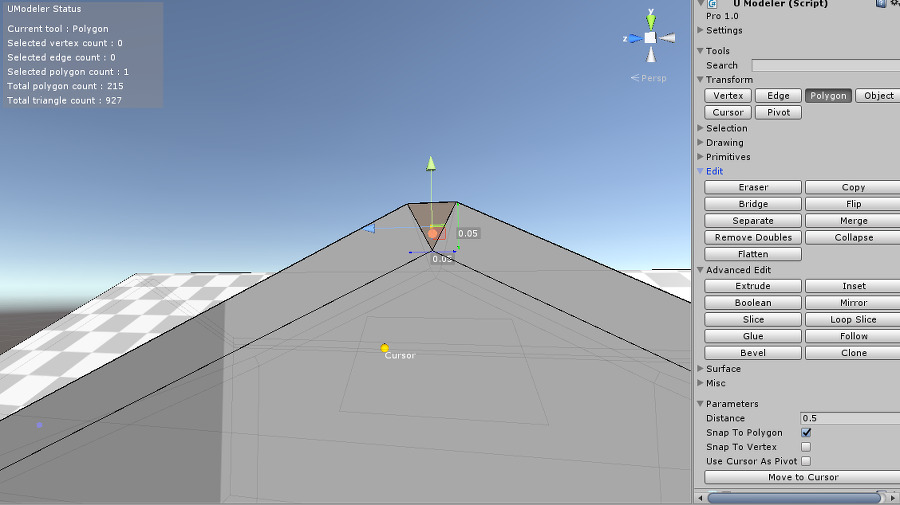 UModeler Status
Current tool : Polygon
Selected vertex count : 0
Selected edge count : 0
Selected polygon count : 1
Total polygon count : 215
Total triangle count : 927
y
z
Persp
0.05
0.05
Cursor
U Modeler (Script)
Pro 1.0
Settings
Tools
Search
Transform
Vertex Edge Polygon Object
Cursor Pivot
Selection
Drawing
Primitives
Edit
Eraser Copy
Bridge Flip
Separate Merge
Remove Doubles Collapse
Flatten
Advanced Edit
Extrude Inset
Boolean Mirror
Slice Loop Slice
Glue Follow
Bevel Clone
Surface
Misc
Parameters
Distance 0.5
Snap To Polygon
Snap To Vertex
Use Cursor As Pivot
Move to Cursor